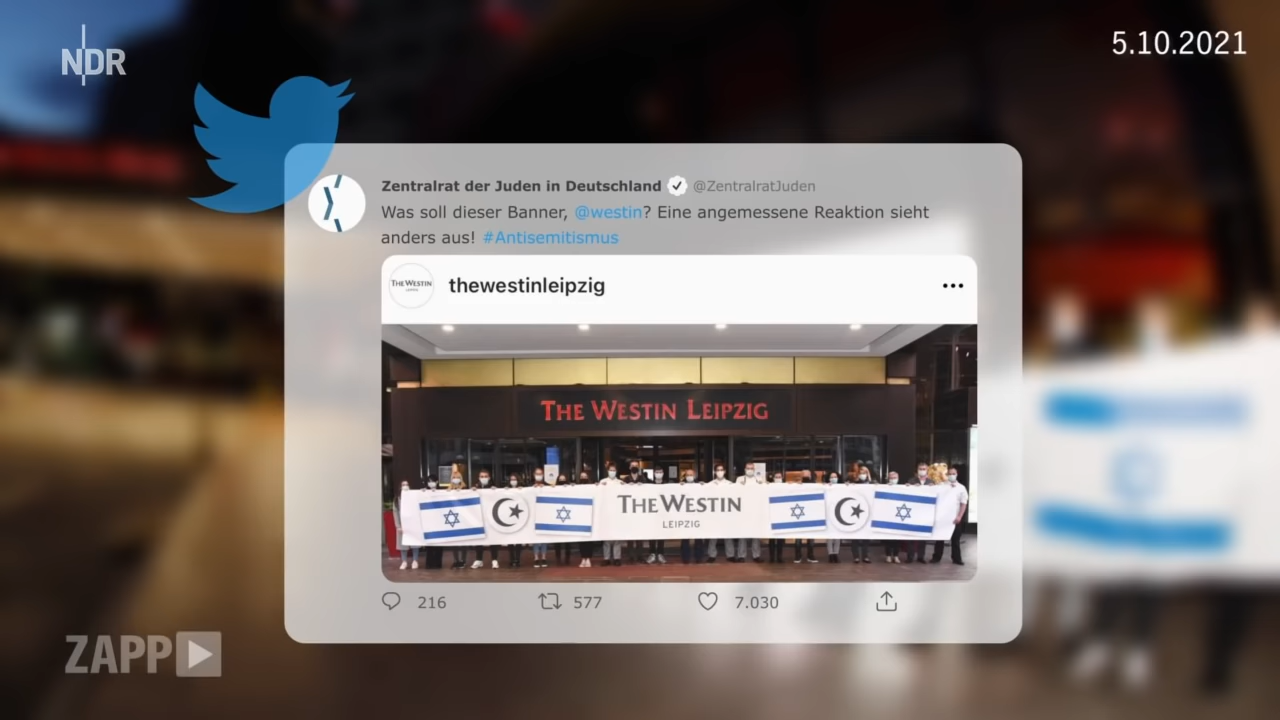 NDR
5.10.2021
Zentralrat der Juden in Deutschland @ZentralratJuden
Was soll dieser Banner, @westin? Eine angemessene Reaktion sieht
anders aus! #Antisemitismus
THE WESTIN
LEIPZIG
thewestinleipzig
THE WESTIN LEIPZIG
THE WESTIN
LEIPZIG
216 577 7.030
ZAPP